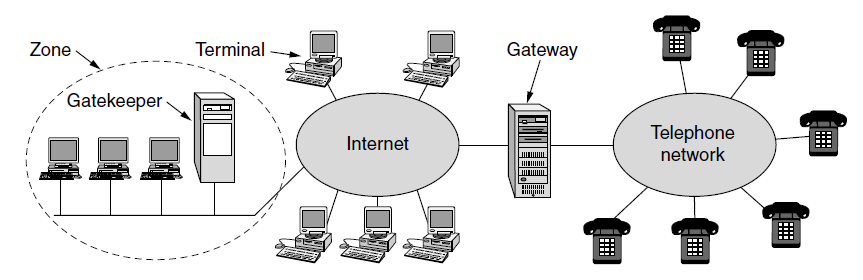 Zone
Terminal
Gateway
Gatekeeper
Internet
Telephone
network